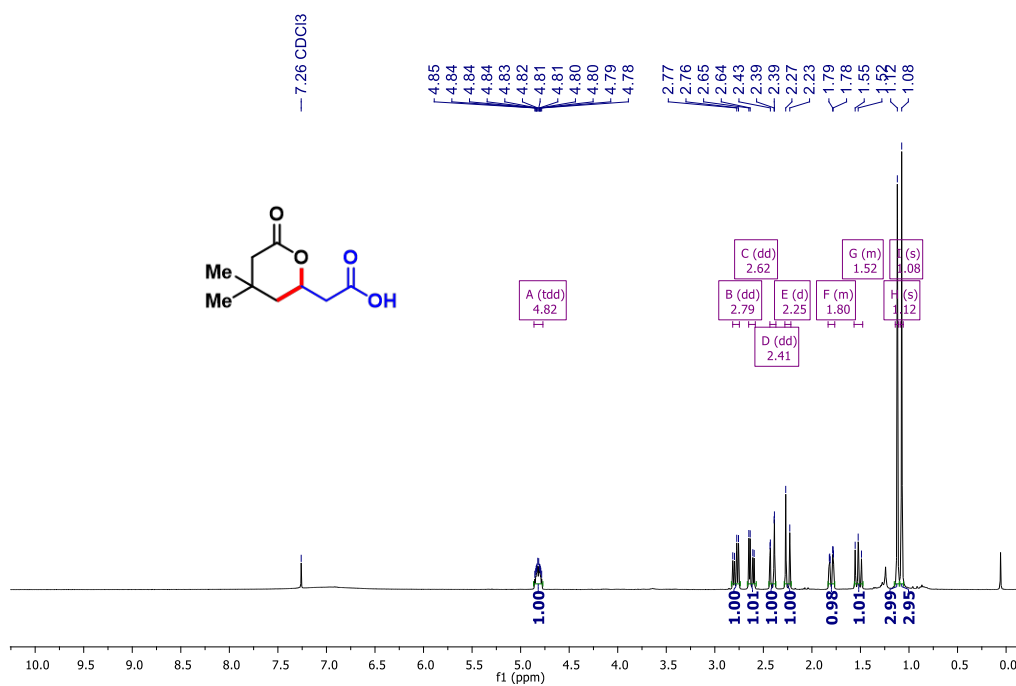 7.26 CDCl3
4.85
4.84
4.84
4.84
4.83
4.82
4.81
4.81
4.80
4.80
4.79
4.78
2.77
2.76
2.65
2.64
2.43
2.39
2.39
2.27
2.23
1.79
1.78
1.55
1.52
1.12
1.08
O
O
O
Me
Me
OH
A (tdd)
4.82
C (dd)
2.62
B (dd)
2.79
D (dd)
2.41
E (d)
2.25
G (m)
1.52
F (m)
1.80
I (s)
1.08
H (s)
1.12
1.00
1.00
1.01
1.00
1.00
0.98
1.01
2.99
2.95
10.0 9.5 9.0 8.5 8.0 7.5 7.0 6.5 6.0 5.5 5.0 4.5 4.0 3.5 3.0 2.5 2.0 1.5 1.0 0.5 0.0
f1 (ppm)